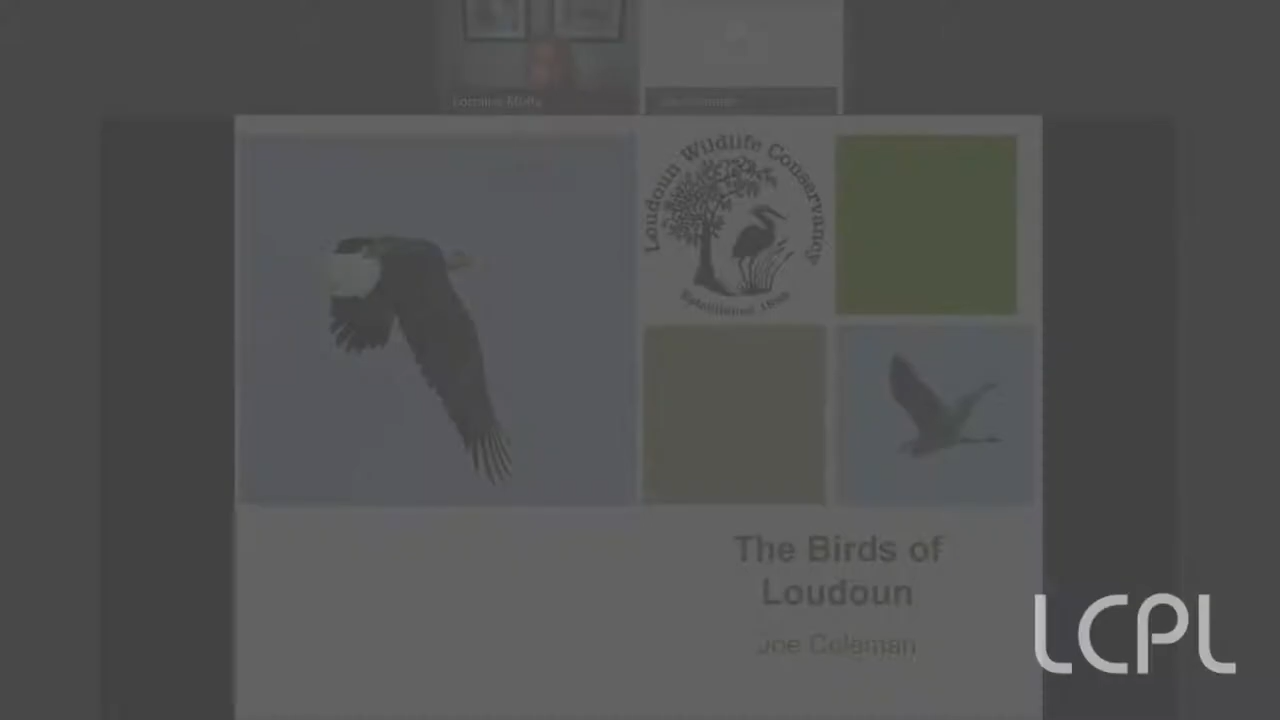 Loudoun Wildlife Conservancy
The Birds of
Loudoun
Joe Coleman
LCPL